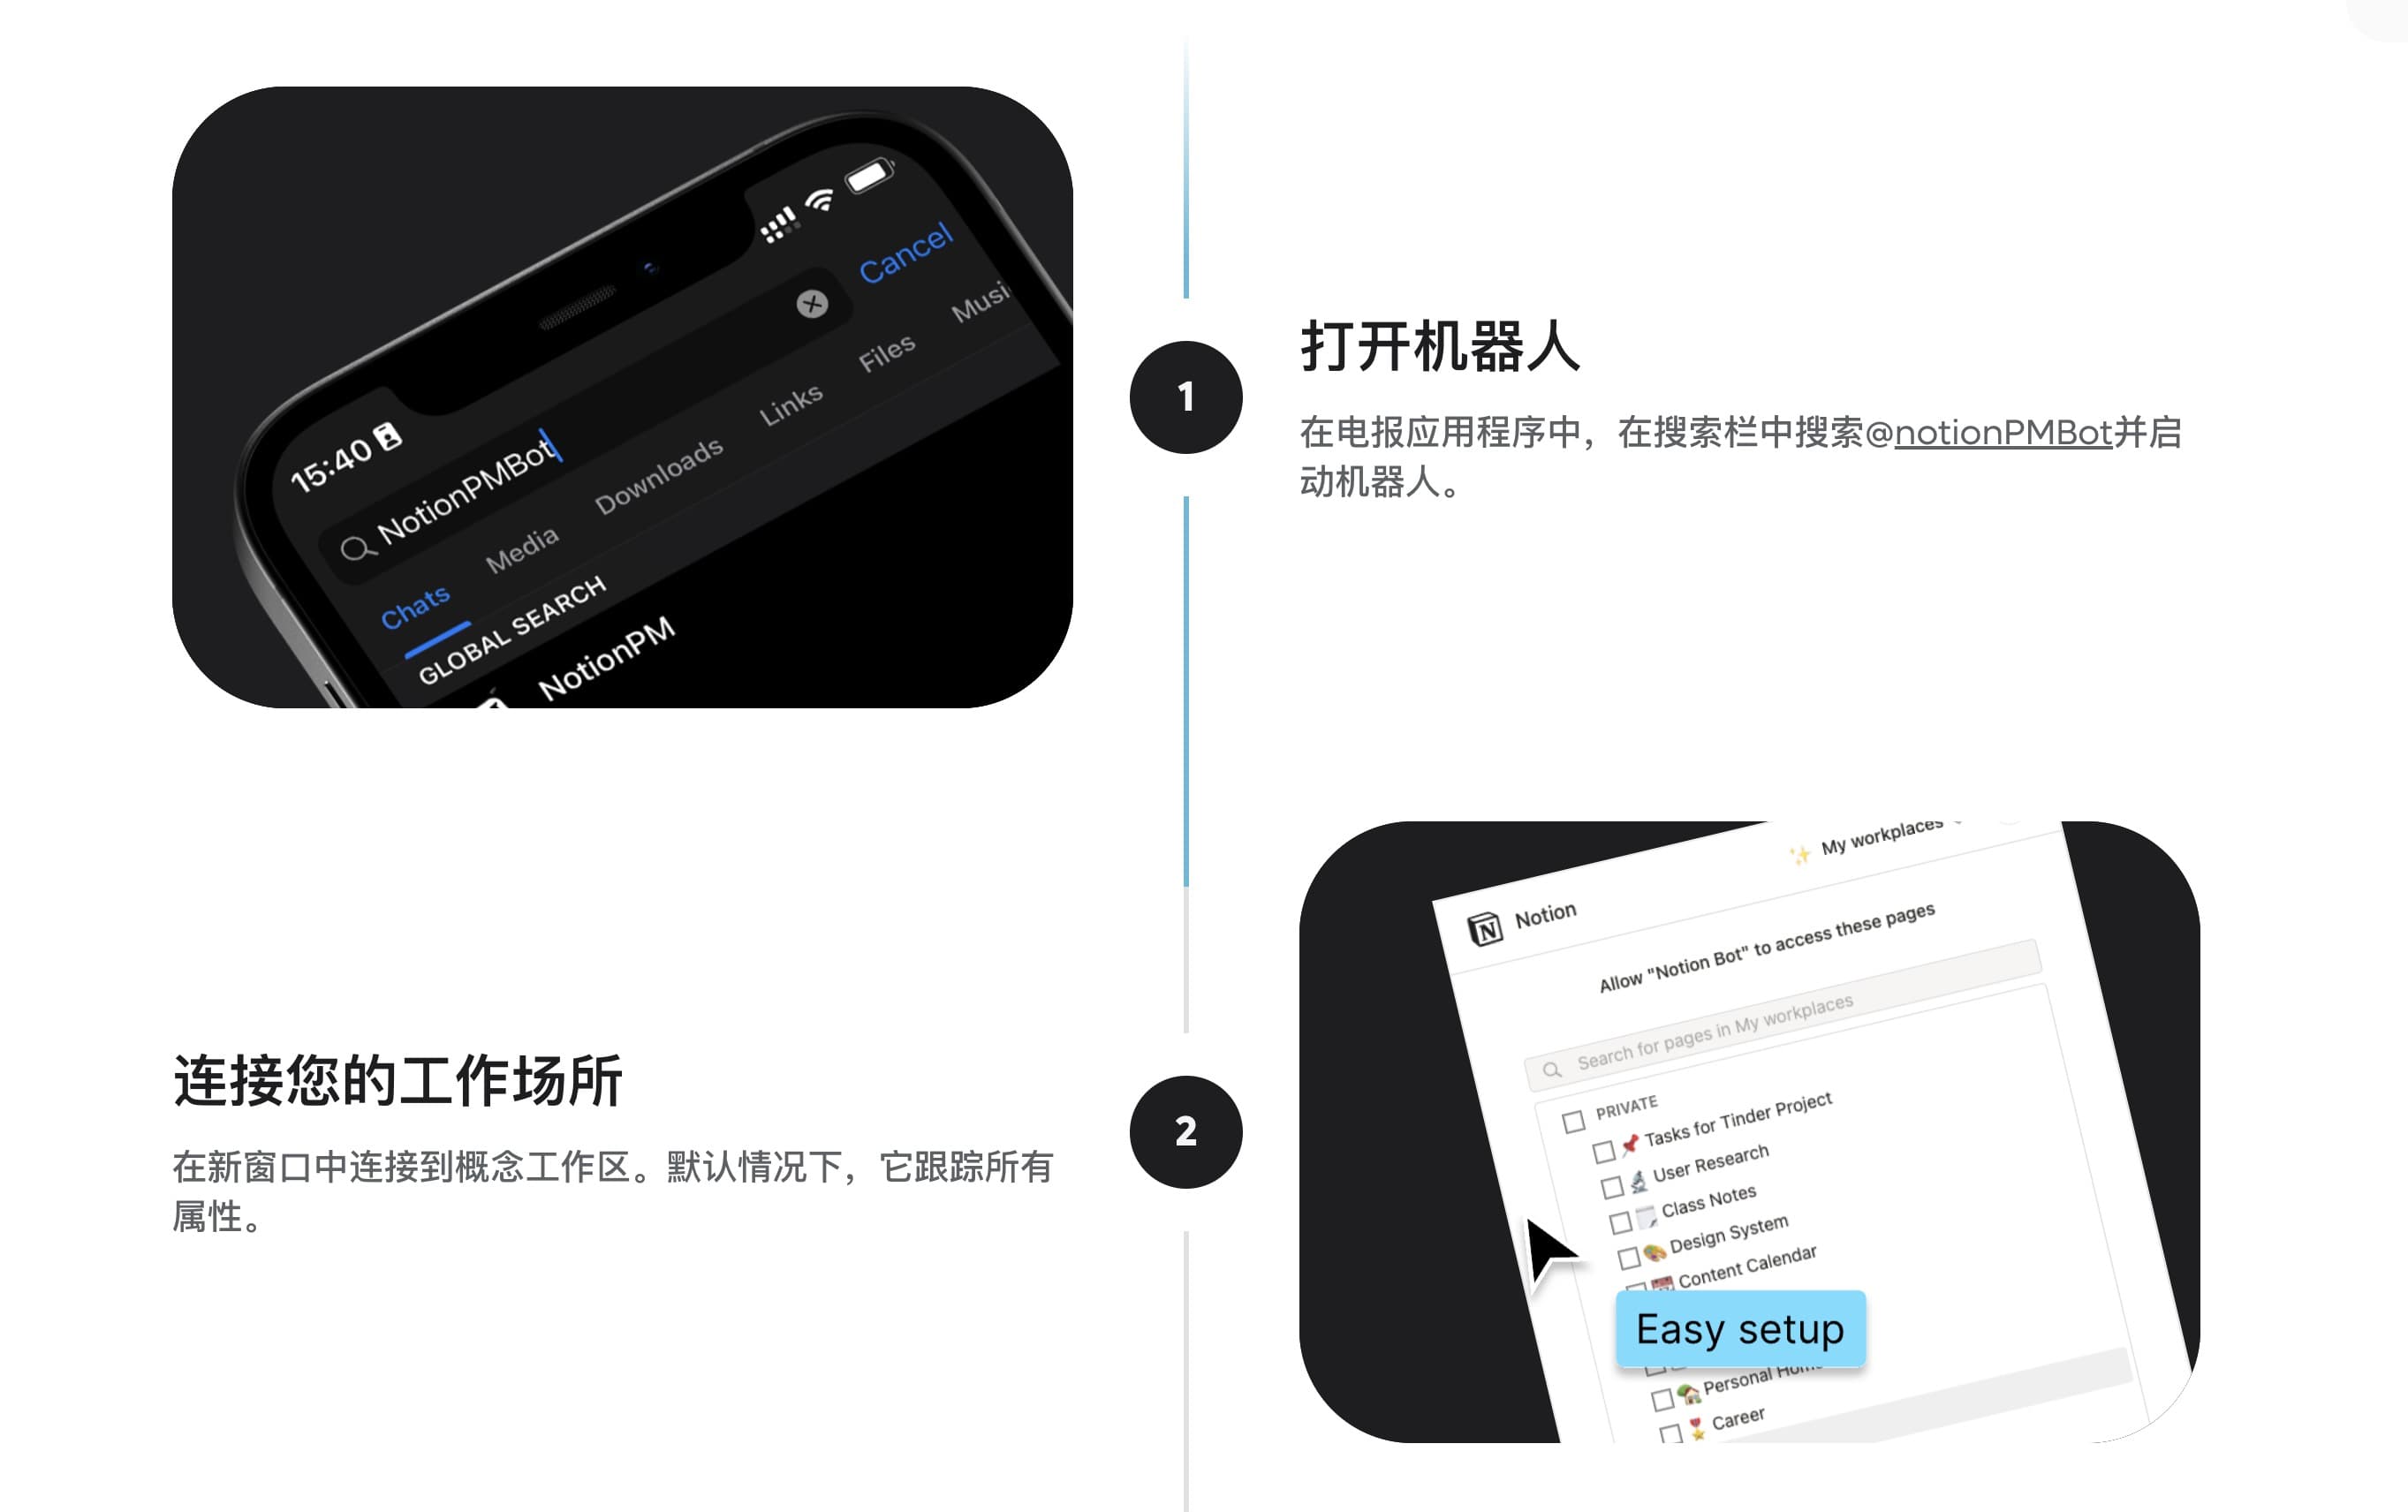 15:40
NotionPMBot
Cancel
Chats
Media
Downloads
Links
Files
GLOBAL SEARCH
NotionPM
1
打开机器人
在电报应用程序中，在搜索栏中搜索@notionPMBot并启
动机器人。
连接您的工作场所
在新窗口中连接到概念工作区。默认情况下，它跟踪所有
属性。
2
My workplaces
Notion
Allow "Notion Bot" to access these pages
Search for pages in My workplaces
PRIVATE
Tasks for Tinder Project
User Research
Class Notes
Design System
Content Calendar
Easy setup
Personal Home
Career